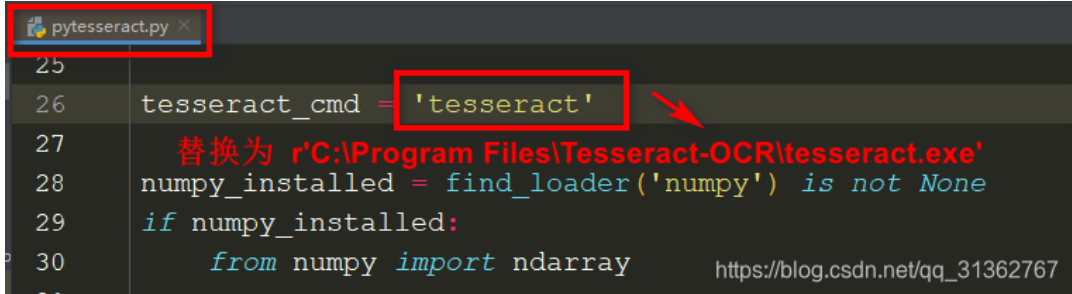 pytesseract.py ×
25
26 tesseract_cmd = 'tesseract'
27 替换为 r'C:\Program Files\Tesseract-OCR\tesseract.exe'
28 numpy_installed = find_loader('numpy') is not None
29 if numpy_installed:
30 from numpy import ndarray
https://blog.csdn.net/qq_31362767